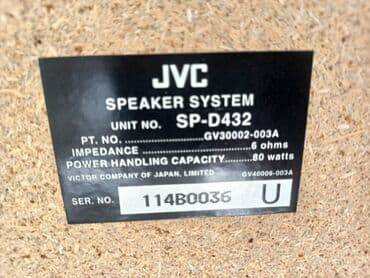 JVC
SPEAKER SYSTEM
UNIT NO. SP-D432
PT. NO. ........................ GV30002-003A
IMPEDANCE ........................ 6 ohms
POWER HANDLING CAPACITY ........ 80 watts
VICTOR COMPANY OF JAPAN, LIMITED GV40006-003A
SER. NO. 114B0036 U